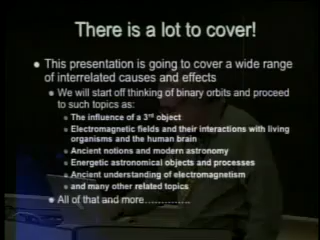 There is a lot to cover!
This presentation is going to cover a wide range
of interrelated causes and effects
We will start off thinking of binary orbits and proceed
to such topics as:
The influence of a 3rd object
Electromagnetic fields and their interactions with living
organisms and the human brain
Ancient notions and modern astronomy
Energetic astronomical objects and processes
Ancient understanding of electromagnetism
and many other related topics
All of that and more…………..